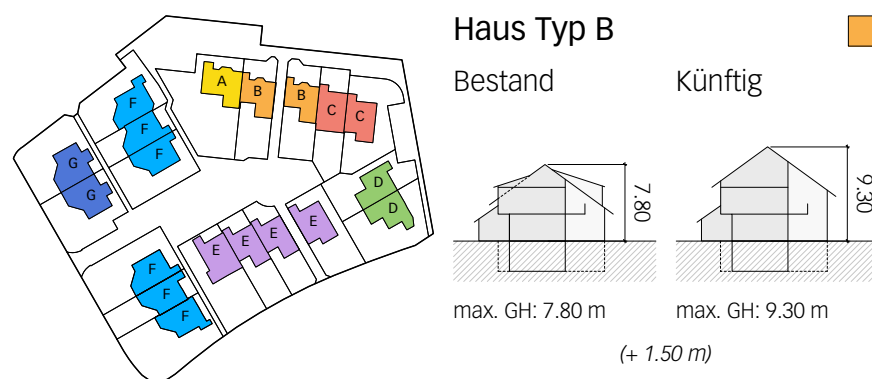 Haus Typ B
Bestand
Künftig
A
B
B
C
C
F
F
F
G
G
D
D
E
E
E
E
F
F
F
7.80
9.30
max. GH: 7.80 m
max. GH: 9.30 m
(+ 1.50 m)